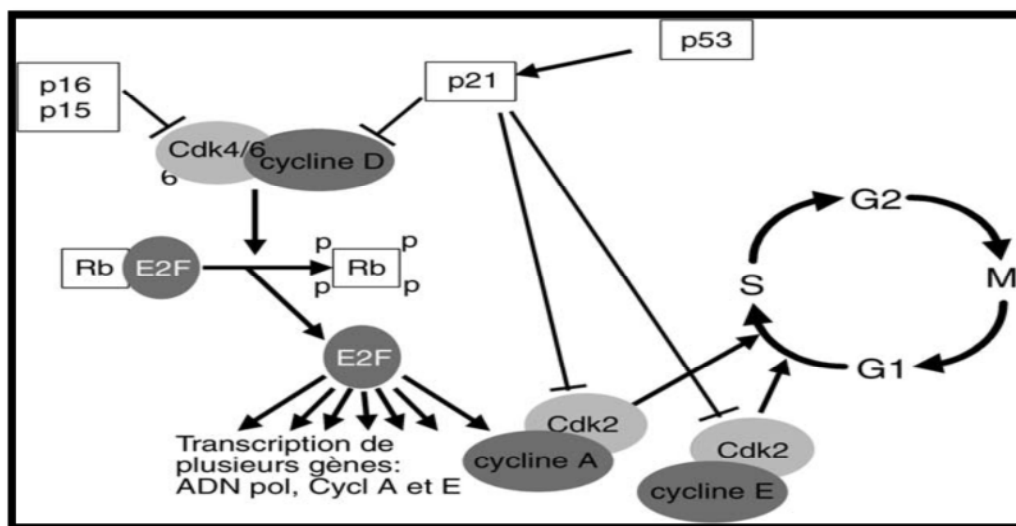 p53
p16
p15
p21
Cdk4/6
6
cycline D
Rb
E2F
p
p
Rb
p
p
E2F
Transcription de
plusieurs gènes:
ADN pol, Cycl A et E
Cdk2
cycline A
Cdk2
cycline E
G2
S
M
G1